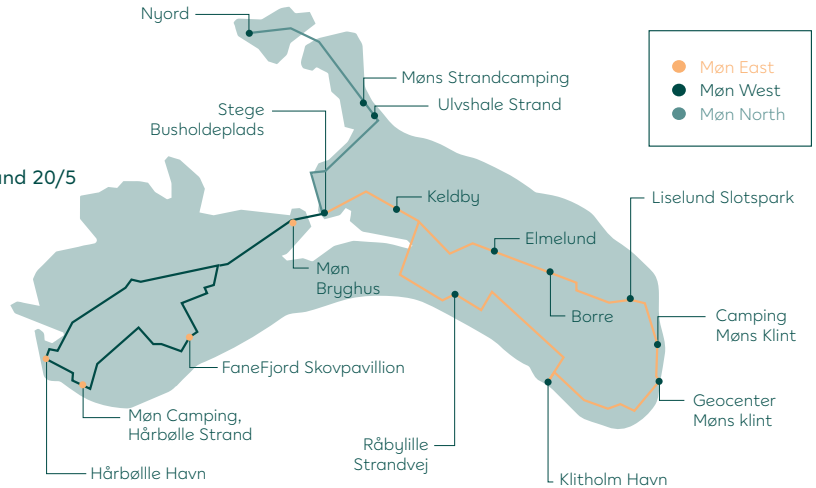 Nyord
Møns Strandcamping
Ulvshale Strand
Stege
Busholdeplads
Møn East
Møn West
Møn North
und 20/5
Keldby
Liselund Slotspark
Elmelund
Møn
Bryghus
Borre
Camping
Møns Klint
FaneFjord Skovpavillion
Geocenter
Møns klint
Møn Camping,
Hårbølle Strand
Råbylille
Strandvej
Hårbøllle Havn
Klitholm Havn